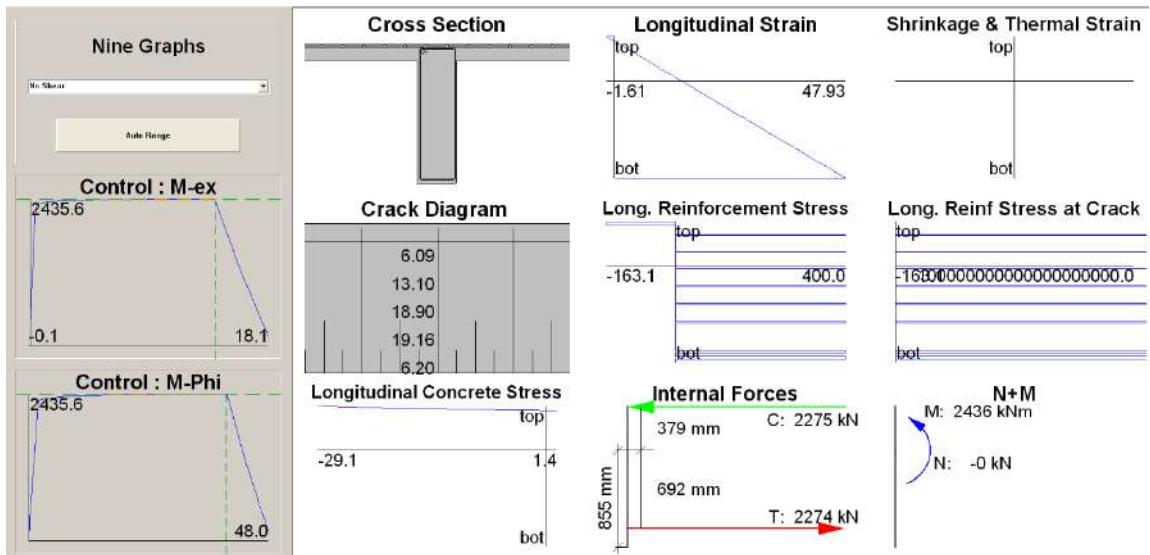 Nine Graphs
No Shear
Auto Range
Control : M-ex
2435.6
-0.1
18.1
Control : M-Phi
2435.6
48.0
Cross Section
Longitudinal Strain
top
-1.61
47.93
bot
Shrinkage & Thermal Strain
top
bot
Crack Diagram
6.09
13.10
18.90
19.16
6.20
Long. Reinforcement Stress
top
-163.1
400.0
bot
Long. Reinf Stress at Crack
top
bot
Longitudinal Concrete Stress
top
-29.1
1.4
bot
Internal Forces
379 mm
C: 2275 kN
692 mm
855 mm
T: 2274 kN
N+M
M: 2436 kNm
N: -0 kN